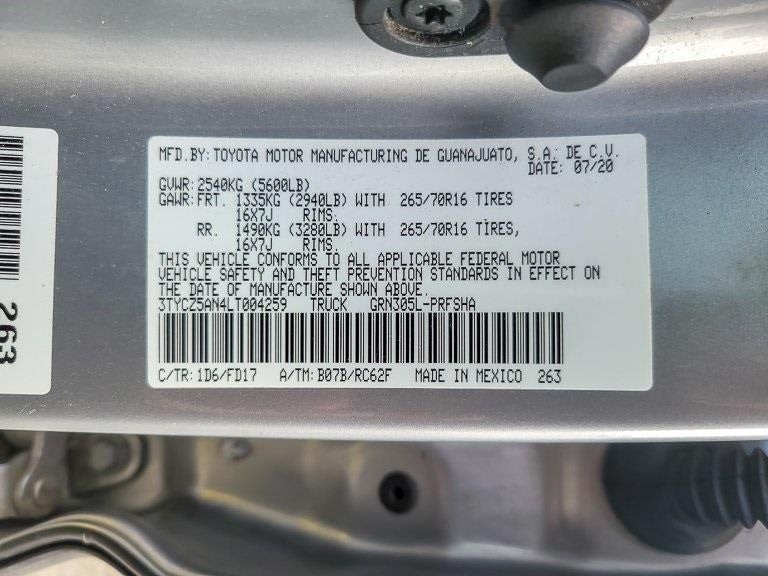 MFD.BY: TOYOTA MOTOR MANUFACTURING DE GUANAJUATO, S.A. DE C.V.
DATE: 07/20
GVWR: 2540KG (5600LB)
GAWR: FRT. 1335KG (2940LB) WITH 265/70R16 TIRES
16X7J RIMS.
RR. 1490KG (3280LB) WITH 265/70R16 TIRES,
16X7J RIMS.
THIS VEHICLE CONFORMS TO ALL APPLICABLE FEDERAL MOTOR
VEHICLE SAFETY AND THEFT PREVENTION STANDARDS IN EFFECT ON
THE DATE OF MANUFACTURE SHOWN ABOVE.
3TYCZ5AN4LT004259 TRUCK GRN305L-PRFSHA
C/TR: 1D6/FD17 A/TM: B07B/RC62F MADE IN MEXICO 263
263